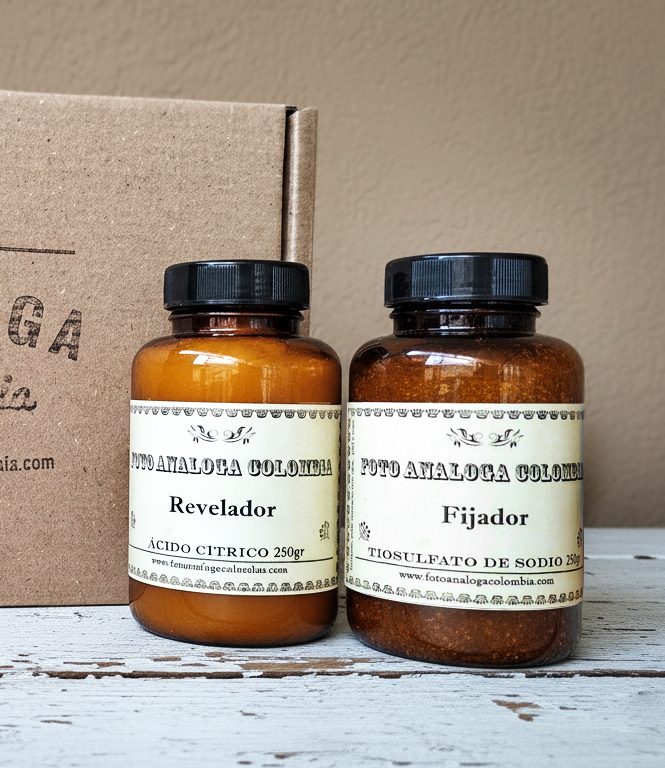 GA
aia.com
FOTO ANALOGA COLOMBIA
Revelador
ÁCIDO CITRICO 250gr
FOTO ANALOGA COLOMBIA
Fijador
TIOSULFATO DE SODIO 250gr
www.fotoanalogacolombia.com